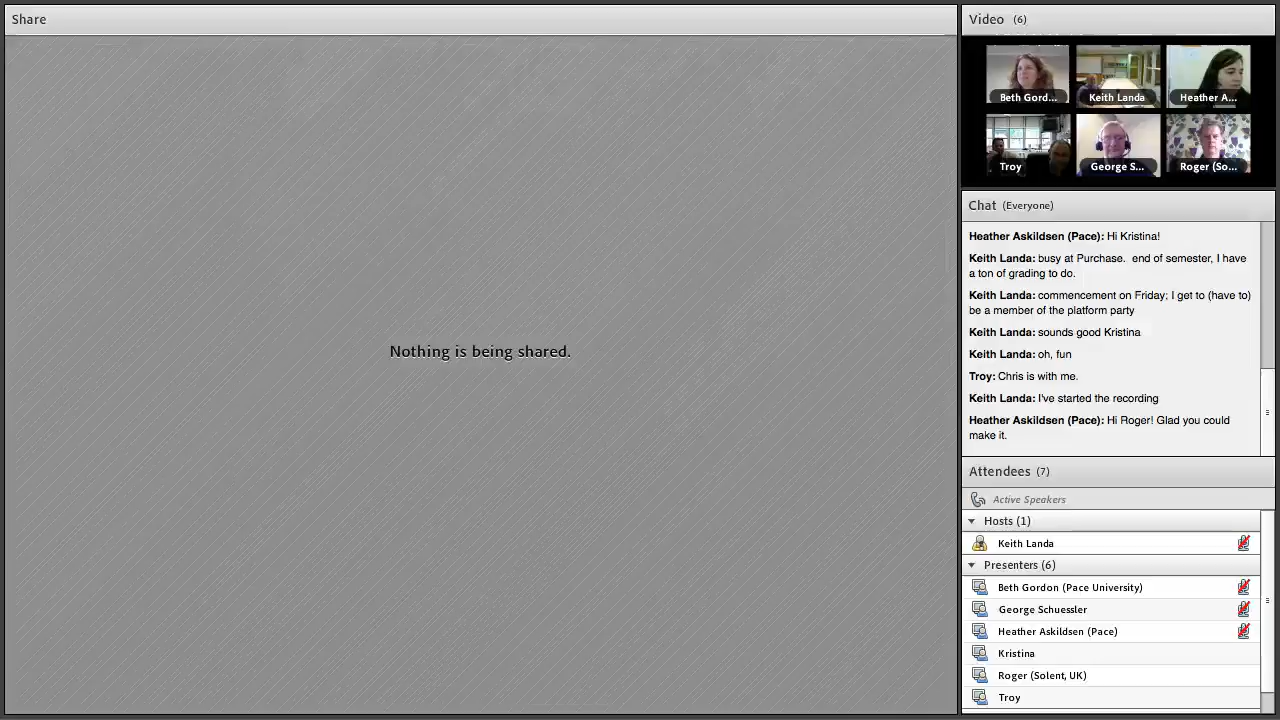 Share
Nothing is being shared.
Video (6)
Beth Gord...
Keith Landa
Heather A...
Troy
George S...
Roger (So...
Chat (Everyone)
Heather Askildsen (Pace): Hi Kristina!
Keith Landa: busy at Purchase. end of semester, I have
a ton of grading to do.
Keith Landa: commencement on Friday; I get to (have to)
be a member of the platform party
Keith Landa: sounds good Kristina
Keith Landa: oh, fun
Troy: Chris is with me.
Keith Landa: I've started the recording
Heather Askildsen (Pace): Hi Roger! Glad you could
make it.
Attendees (7)
Active Speakers
Hosts (1)
Keith Landa
Presenters (6)
Beth Gordon (Pace University)
George Schuessler
Heather Askildsen (Pace)
Kristina
Roger (Solent, UK)
Troy